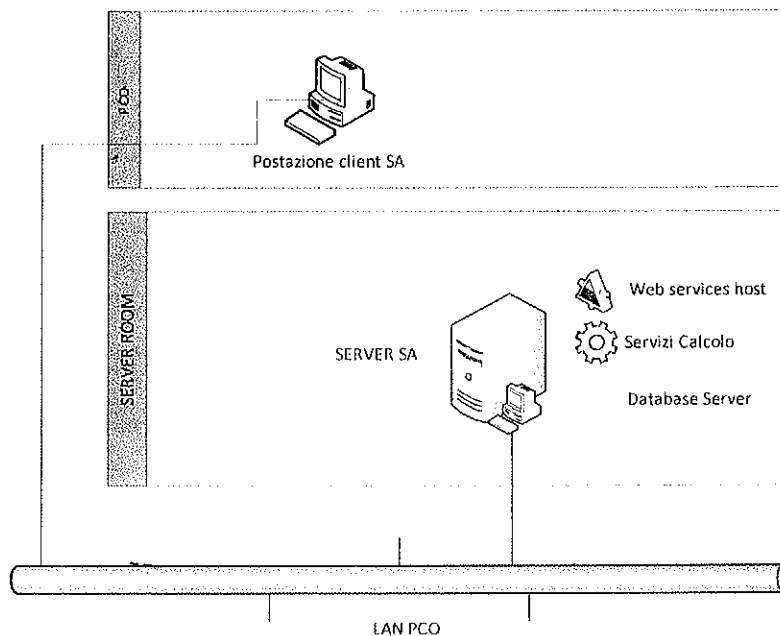 PCO
Postazione client SA
SERVER ROOM
SERVER SA
Web services host
Servizi Calcolo
Database Server
LAN PCO